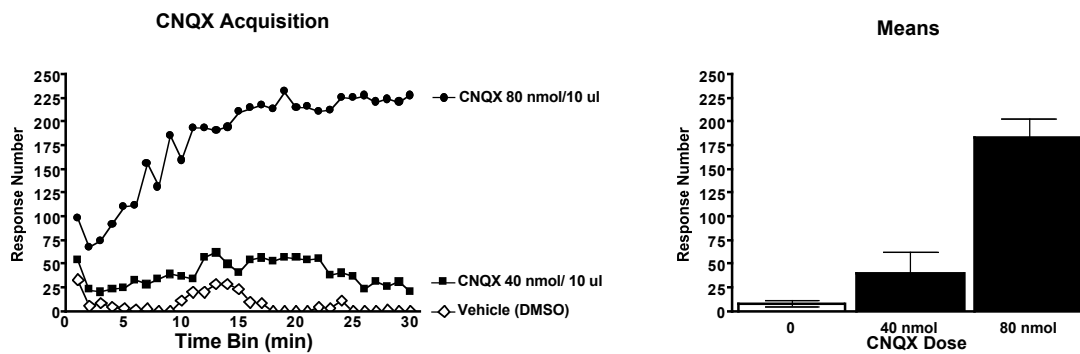 CNQX Acquisition
Response Number
250
225
200
175
150
125
100
75
50
25
0
0 5 10 15 20 25 30
Time Bin (min)
CNQX 80 nmol/10 ul
CNQX 40 nmol/ 10 ul
Vehicle (DMSO)
Means
Response Number
250
225
200
175
150
125
100
75
50
25
0
0 40 nmol 80 nmol
CNQX Dose